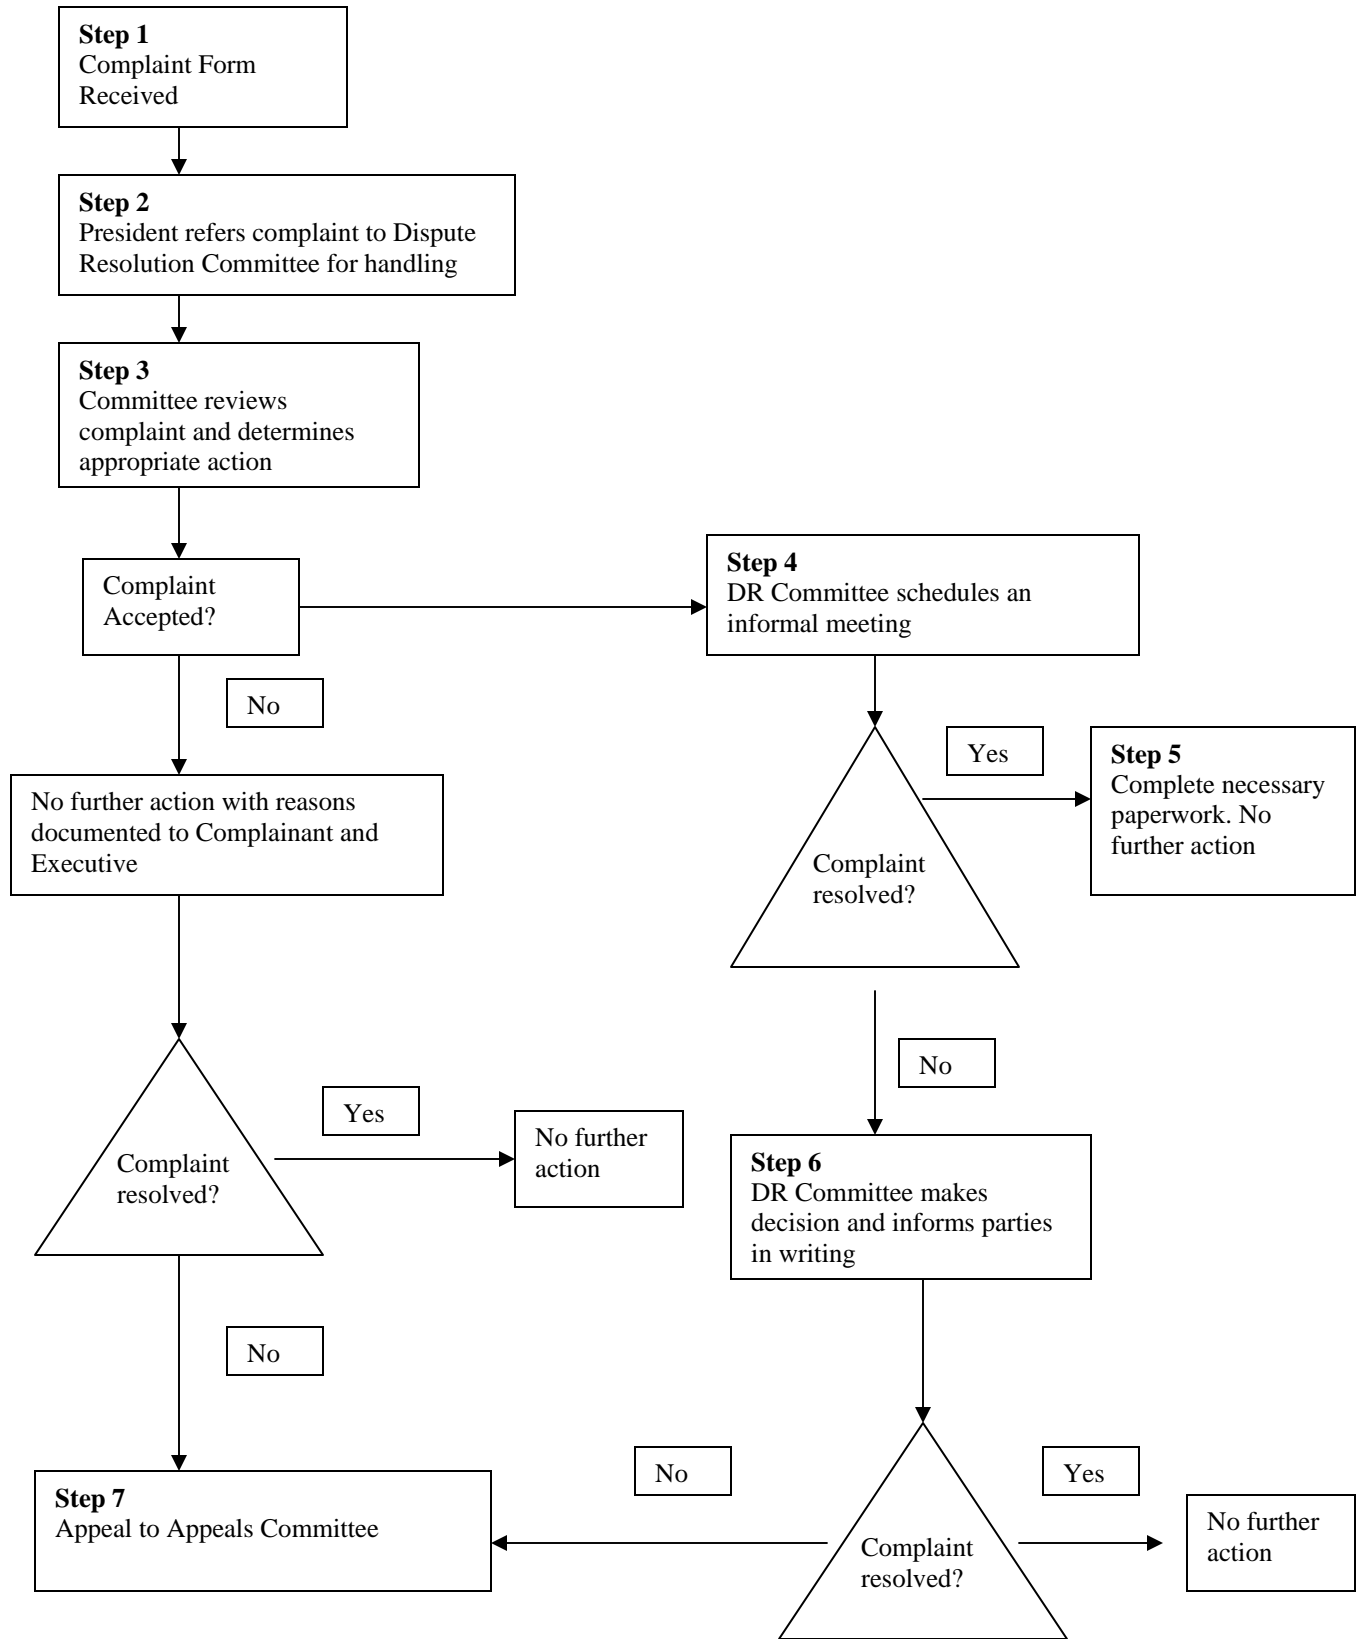 Step 1
Complaint Form
Received
Step 2
President refers complaint to Dispute
Resolution Committee for handling
Step 3
Committee reviews
complaint and determines
appropriate action
Complaint
Accepted?
Step 4
DR Committee schedules an
informal meeting
No
Yes
Step 5
Complete necessary
paperwork. No
further action
No further action with reasons
documented to Complainant and
Executive
Complaint
resolved?
No
Yes
No further
action
Complaint
resolved?
Step 6
DR Committee makes
decision and informs parties
in writing
No
No
Yes
Step 7
Appeal to Appeals Committee
Complaint
resolved?
No further
action